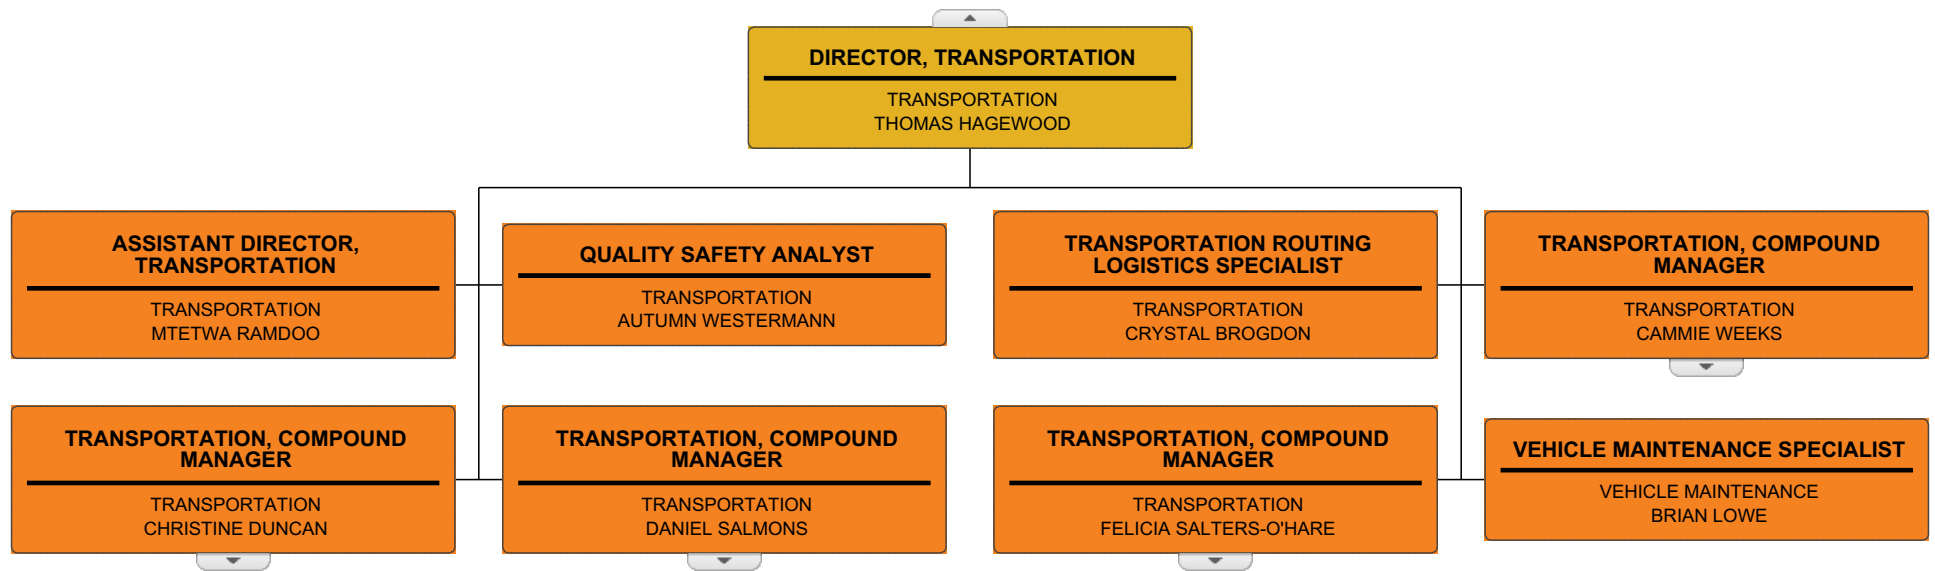 DIRECTOR, TRANSPORTATION
TRANSPORTATION
THOMAS HAGEWOOD
ASSISTANT DIRECTOR,
TRANSPORTATION
TRANSPORTATION
MTETWA RAMDOO
QUALITY SAFETY ANALYST
TRANSPORTATION
AUTUMN WESTERMANN
TRANSPORTATION ROUTING
LOGISTICS SPECIALIST
TRANSPORTATION
CRYSTAL BROGDON
TRANSPORTATION, COMPOUND
MANAGER
TRANSPORTATION
CAMMIE WEEKS
TRANSPORTATION, COMPOUND
MANAGER
TRANSPORTATION
CHRISTINE DUNCAN
TRANSPORTATION, COMPOUND
MANAGER
TRANSPORTATION
DANIEL SALMONS
TRANSPORTATION, COMPOUND
MANAGER
TRANSPORTATION
FELICIA SALTERS-O'HARE
VEHICLE MAINTENANCE SPECIALIST
VEHICLE MAINTENANCE
BRIAN LOWE